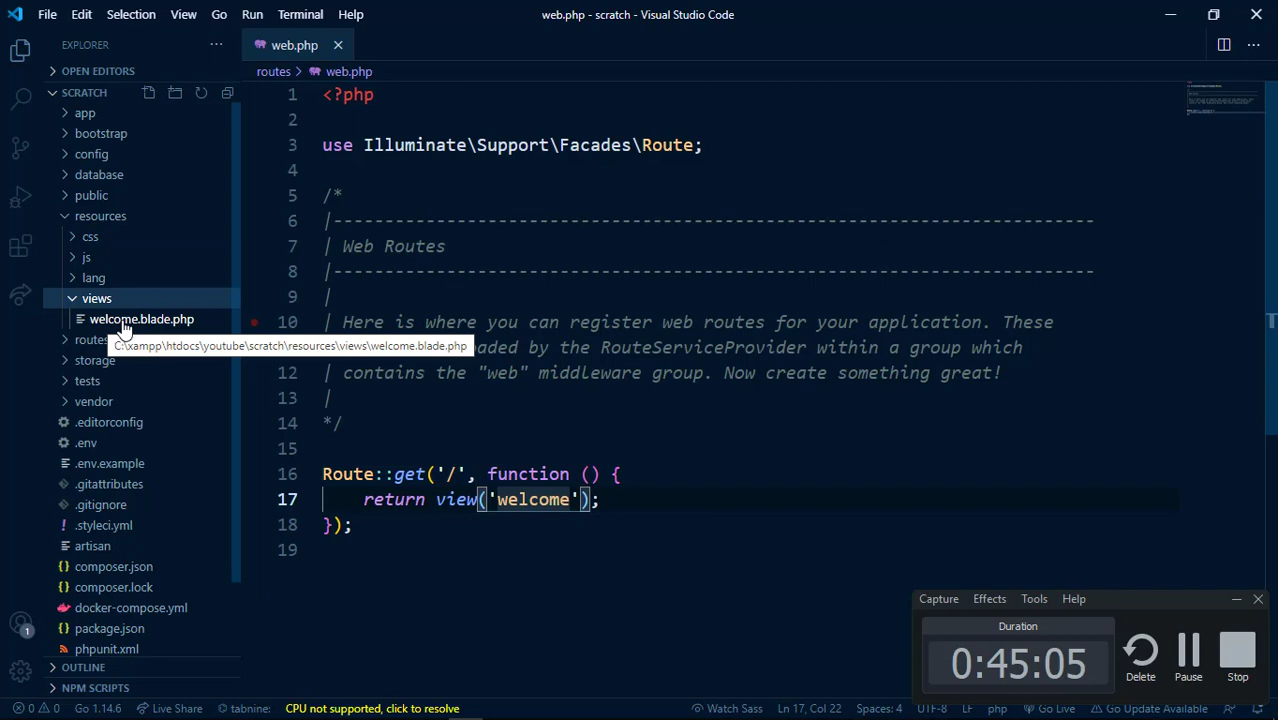 File Edit Selection View Go Run Terminal Help
web.php - scratch - Visual Studio Code
EXPLORER
web.php
OPEN EDITORS
routes > web.php
SCRATCH
app
bootstrap
config
database
public
resources
css
js
lang
views
welcome.blade.php
C:\xampp\htdocs\youtube\scratch\resources\views\welcome.blade.php
routes
storage
tests
vendor
.editorconfig
.env
.env.example
.gitattributes
.gitignore
.styleci.yml
artisan
composer.json
composer.lock
docker-compose.yml
package.json
phpunit.xml
OUTLINE
NPM SCRIPTS
1 <?php
2
3 use Illuminate\Support\Facades\Route;
4
5 /*
6 |--------------------------------------------------------------------------
7 | Web Routes
8 |--------------------------------------------------------------------------
9 |
10 | Here is where you can register web routes for your application. These
aded by the RouteServiceProvider within a group which
12 | contains the "web" middleware group. Now create something great!
13 |
14 */
15
16 Route::get('/', function () {
17 return view('welcome');
18 });
19
Capture Effects Tools Help
Duration
0:45:05
Delete Pause Stop
1
0 0 Go 1.14.6 Live Share tabnine: CPU not supported, click to resolve Watch Sass Ln 17, Col 22 Spaces: 4 UTF-8 LF php Go Live Go Update Available